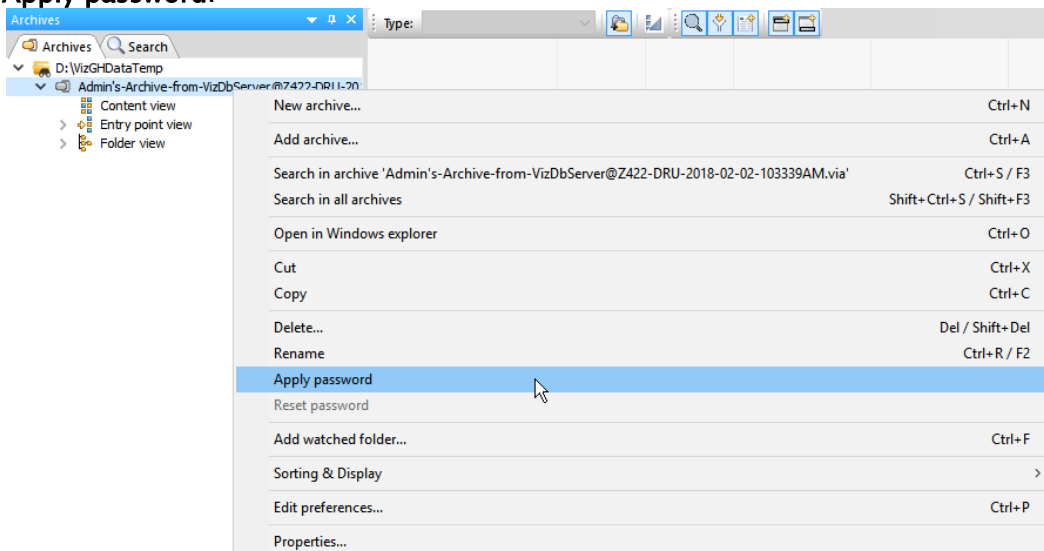 Apply password.
Archives
Type:
Archives Search
D:\VizGHDataTemp
Admin's-Archive-from-VizDbServer@Z422-DRU-201
Content view
Entry point view
Folder view
New archive... Ctrl+N
Add archive... Ctrl+A
Search in archive 'Admin's-Archive-from-VizDbServer@Z422-DRU-2018-02-02-103339AM.via' Ctrl+S / F3
Search in all archives Shift+Ctrl+S / Shift+F3
Open in Windows explorer Ctrl+O
Cut Ctrl+X
Copy Ctrl+C
Delete... Del / Shift+Del
Rename Ctrl+R / F2
Apply password
Reset password
Add watched folder... Ctrl+F
Sorting & Display
Edit preferences... Ctrl+P
Properties...